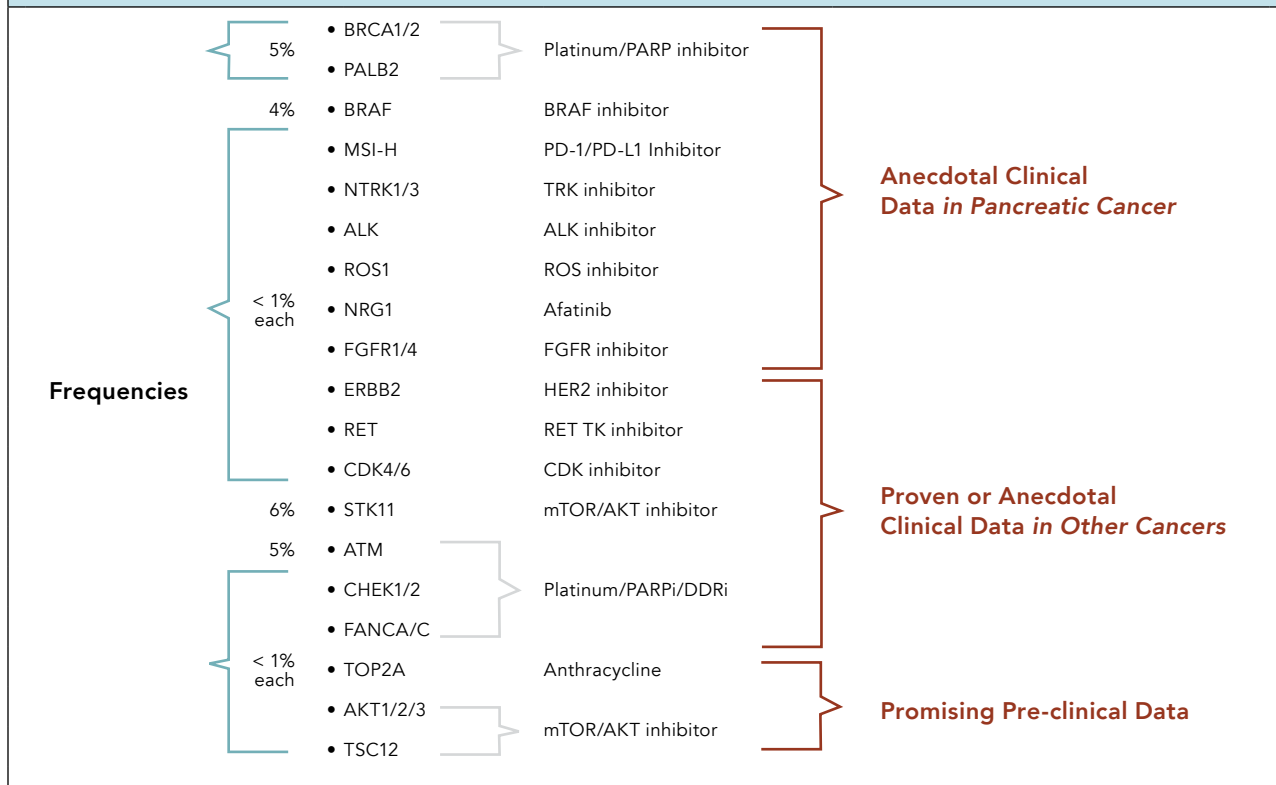 • BRCA1/2
5%
Platinum/PARP inhibitor
• PALB2
4% • BRAF BRAF inhibitor
• MSI-H PD-1/PD-L1 Inhibitor
• NTRK1/3 TRK inhibitor
Anecdotal Clinical
Data in Pancreatic Cancer
• ALK ALK inhibitor
• ROS1 ROS inhibitor
< 1%
each
• NRG1 Afatinib
• FGFR1/4 FGFR inhibitor
Frequencies
• ERBB2 HER2 inhibitor
• RET RET TK inhibitor
• CDK4/6 CDK inhibitor
6% • STK11 mTOR/AKT inhibitor
Proven or Anecdotal
Clinical Data in Other Cancers
5% • ATM
• CHEK1/2 Platinum/PARPi/DDRi
• FANCA/C
< 1%
each
• TOP2A Anthracycline
• AKT1/2/3
mTOR/AKT inhibitor
Promising Pre-clinical Data
• TSC12